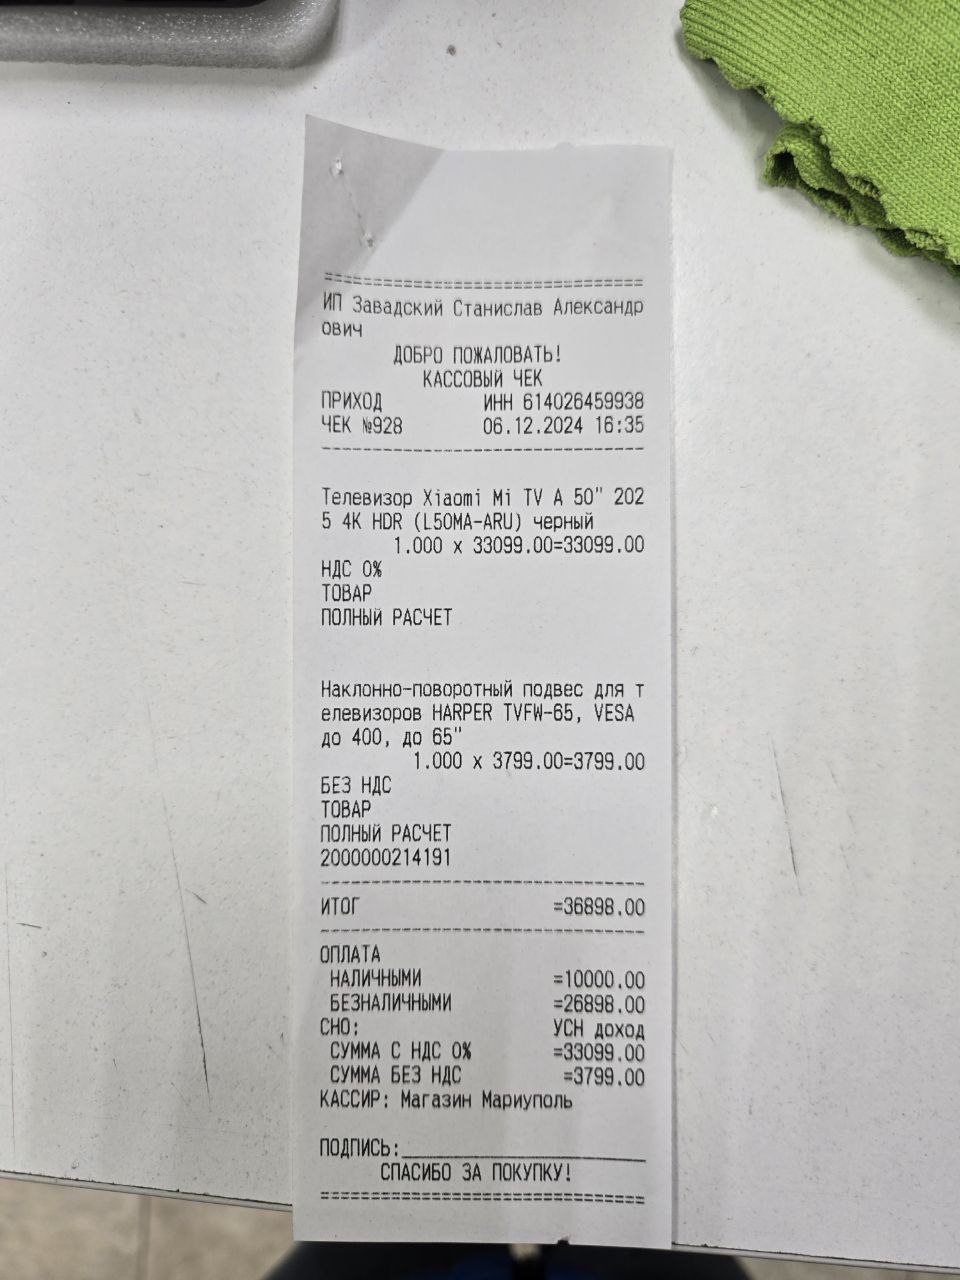 ================================
ИП Завадский Станислав Александр
ович
ДОБРО ПОЖАЛОВАТЬ!
КАССОВЫЙ ЧЕК
ПРИХОД ИНН 614026459938
ЧЕК №928 06.12.2024 16:35
--------------------------------
Телевизор Xiaomi Mi TV A 50" 202
5 4K HDR (L50MA-ARU) черный
1.000 x 33099.00=33099.00
НДС 0%
ТОВАР
ПОЛНЫЙ РАСЧЕТ
Наклонно-поворотный подвес для т
елевизоров HARPER TVFW-65, VESA
до 400, до 65"
1.000 x 3799.00=3799.00
БЕЗ НДС
ТОВАР
ПОЛНЫЙ РАСЧЕТ
2000000214191
--------------------------------
ИТОГ =36898.00
--------------------------------
ОПЛАТА
НАЛИЧНЫМИ =10000.00
БЕЗНАЛИЧНЫМИ =26898.00
СНО: УСН доход
СУММА С НДС 0% =33099.00
СУММА БЕЗ НДС =3799.00
КАССИР: Магазин Мариуполь
ПОДПИСЬ:________________________
СПАСИБО ЗА ПОКУПКУ!
================================